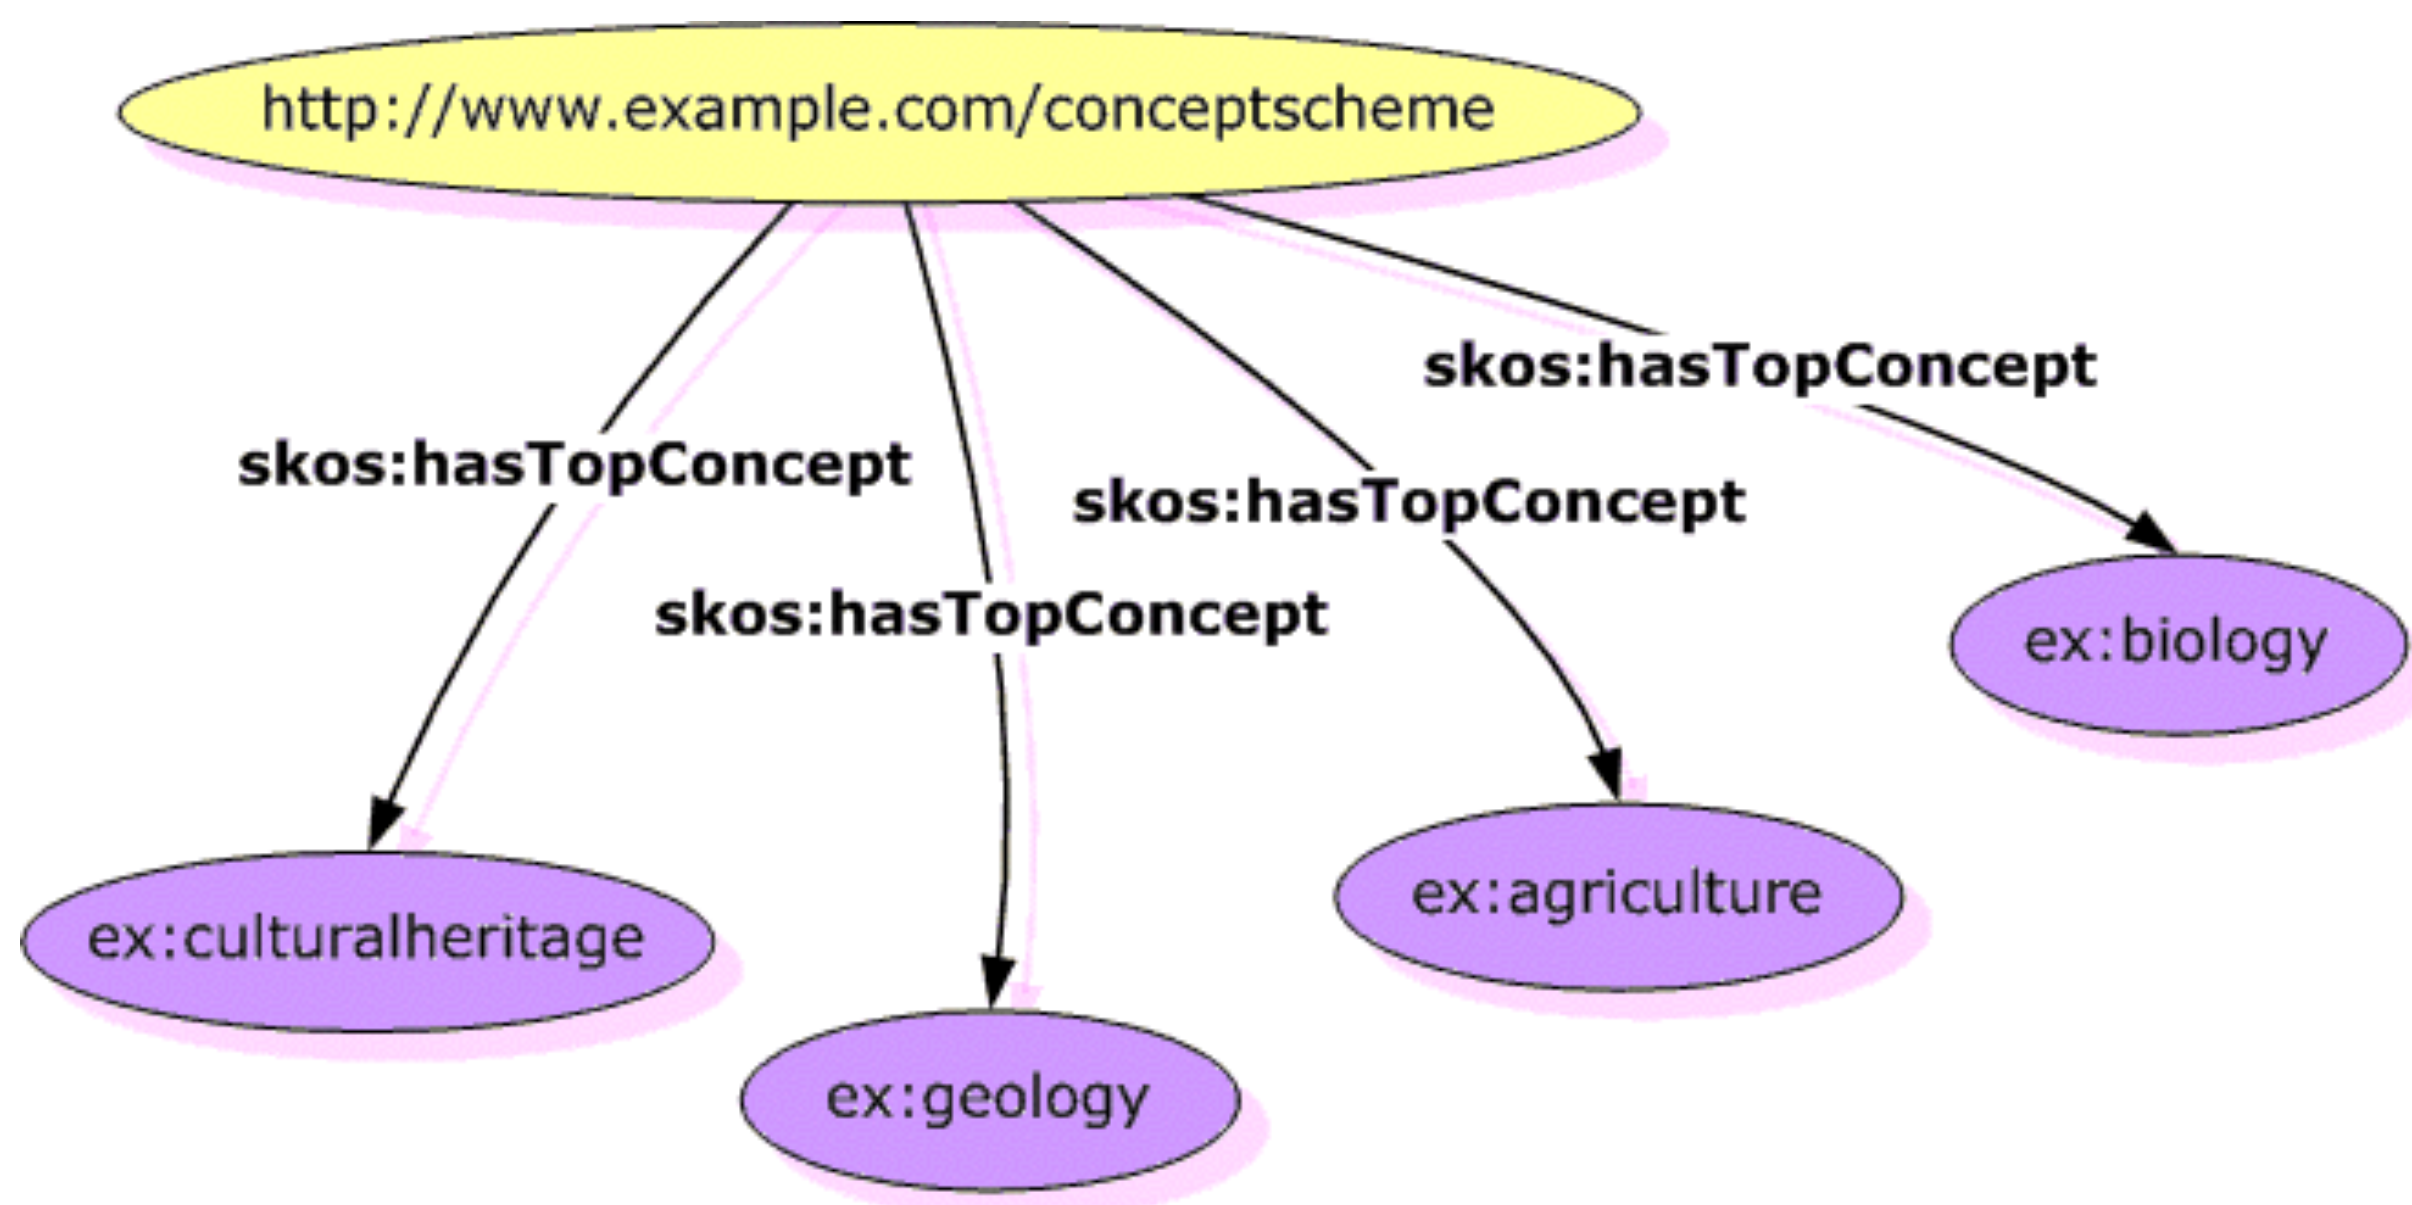 http://www.example.com/conceptscheme
skos:hasTopConcept
skos:hasTopConcept
skos:hasTopConcept
skos:hasTopConcept
ex:biology
ex:agriculture
ex:culturalheritage
ex:geology